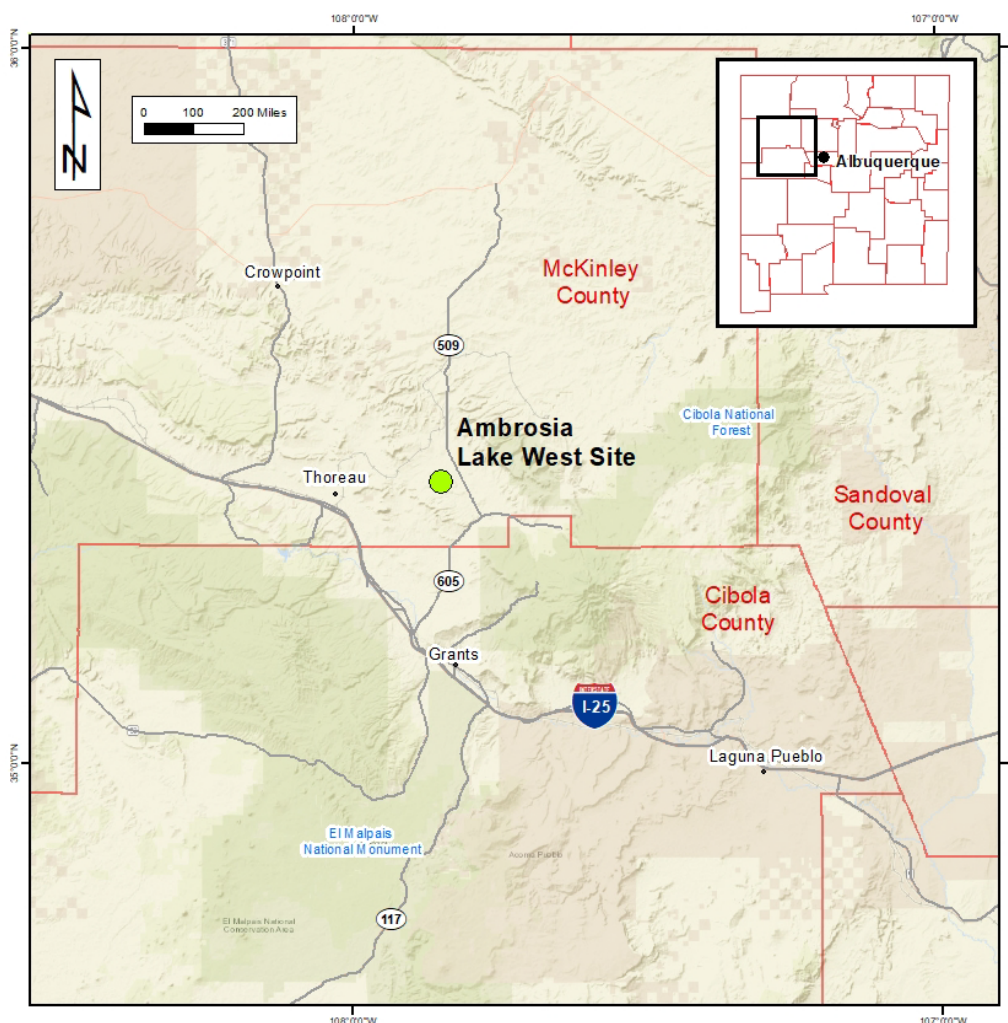 108°0'0"W
107°0'0"W
36°0'0"N
N
0 100 200 Miles
Albuquerque
Crowpoint
McKinley
County
509
Cibola National
Forest
Ambrosia
Lake West Site
Thoreau
Sandoval
County
605
Cibola
County
Grants
I-25
Laguna Pueblo
35°0'0"N
El Malpais
National Monument
Acoma Pueblo
117
El Malpais National
Conservation Area
108°0'0"W
107°0'0"W